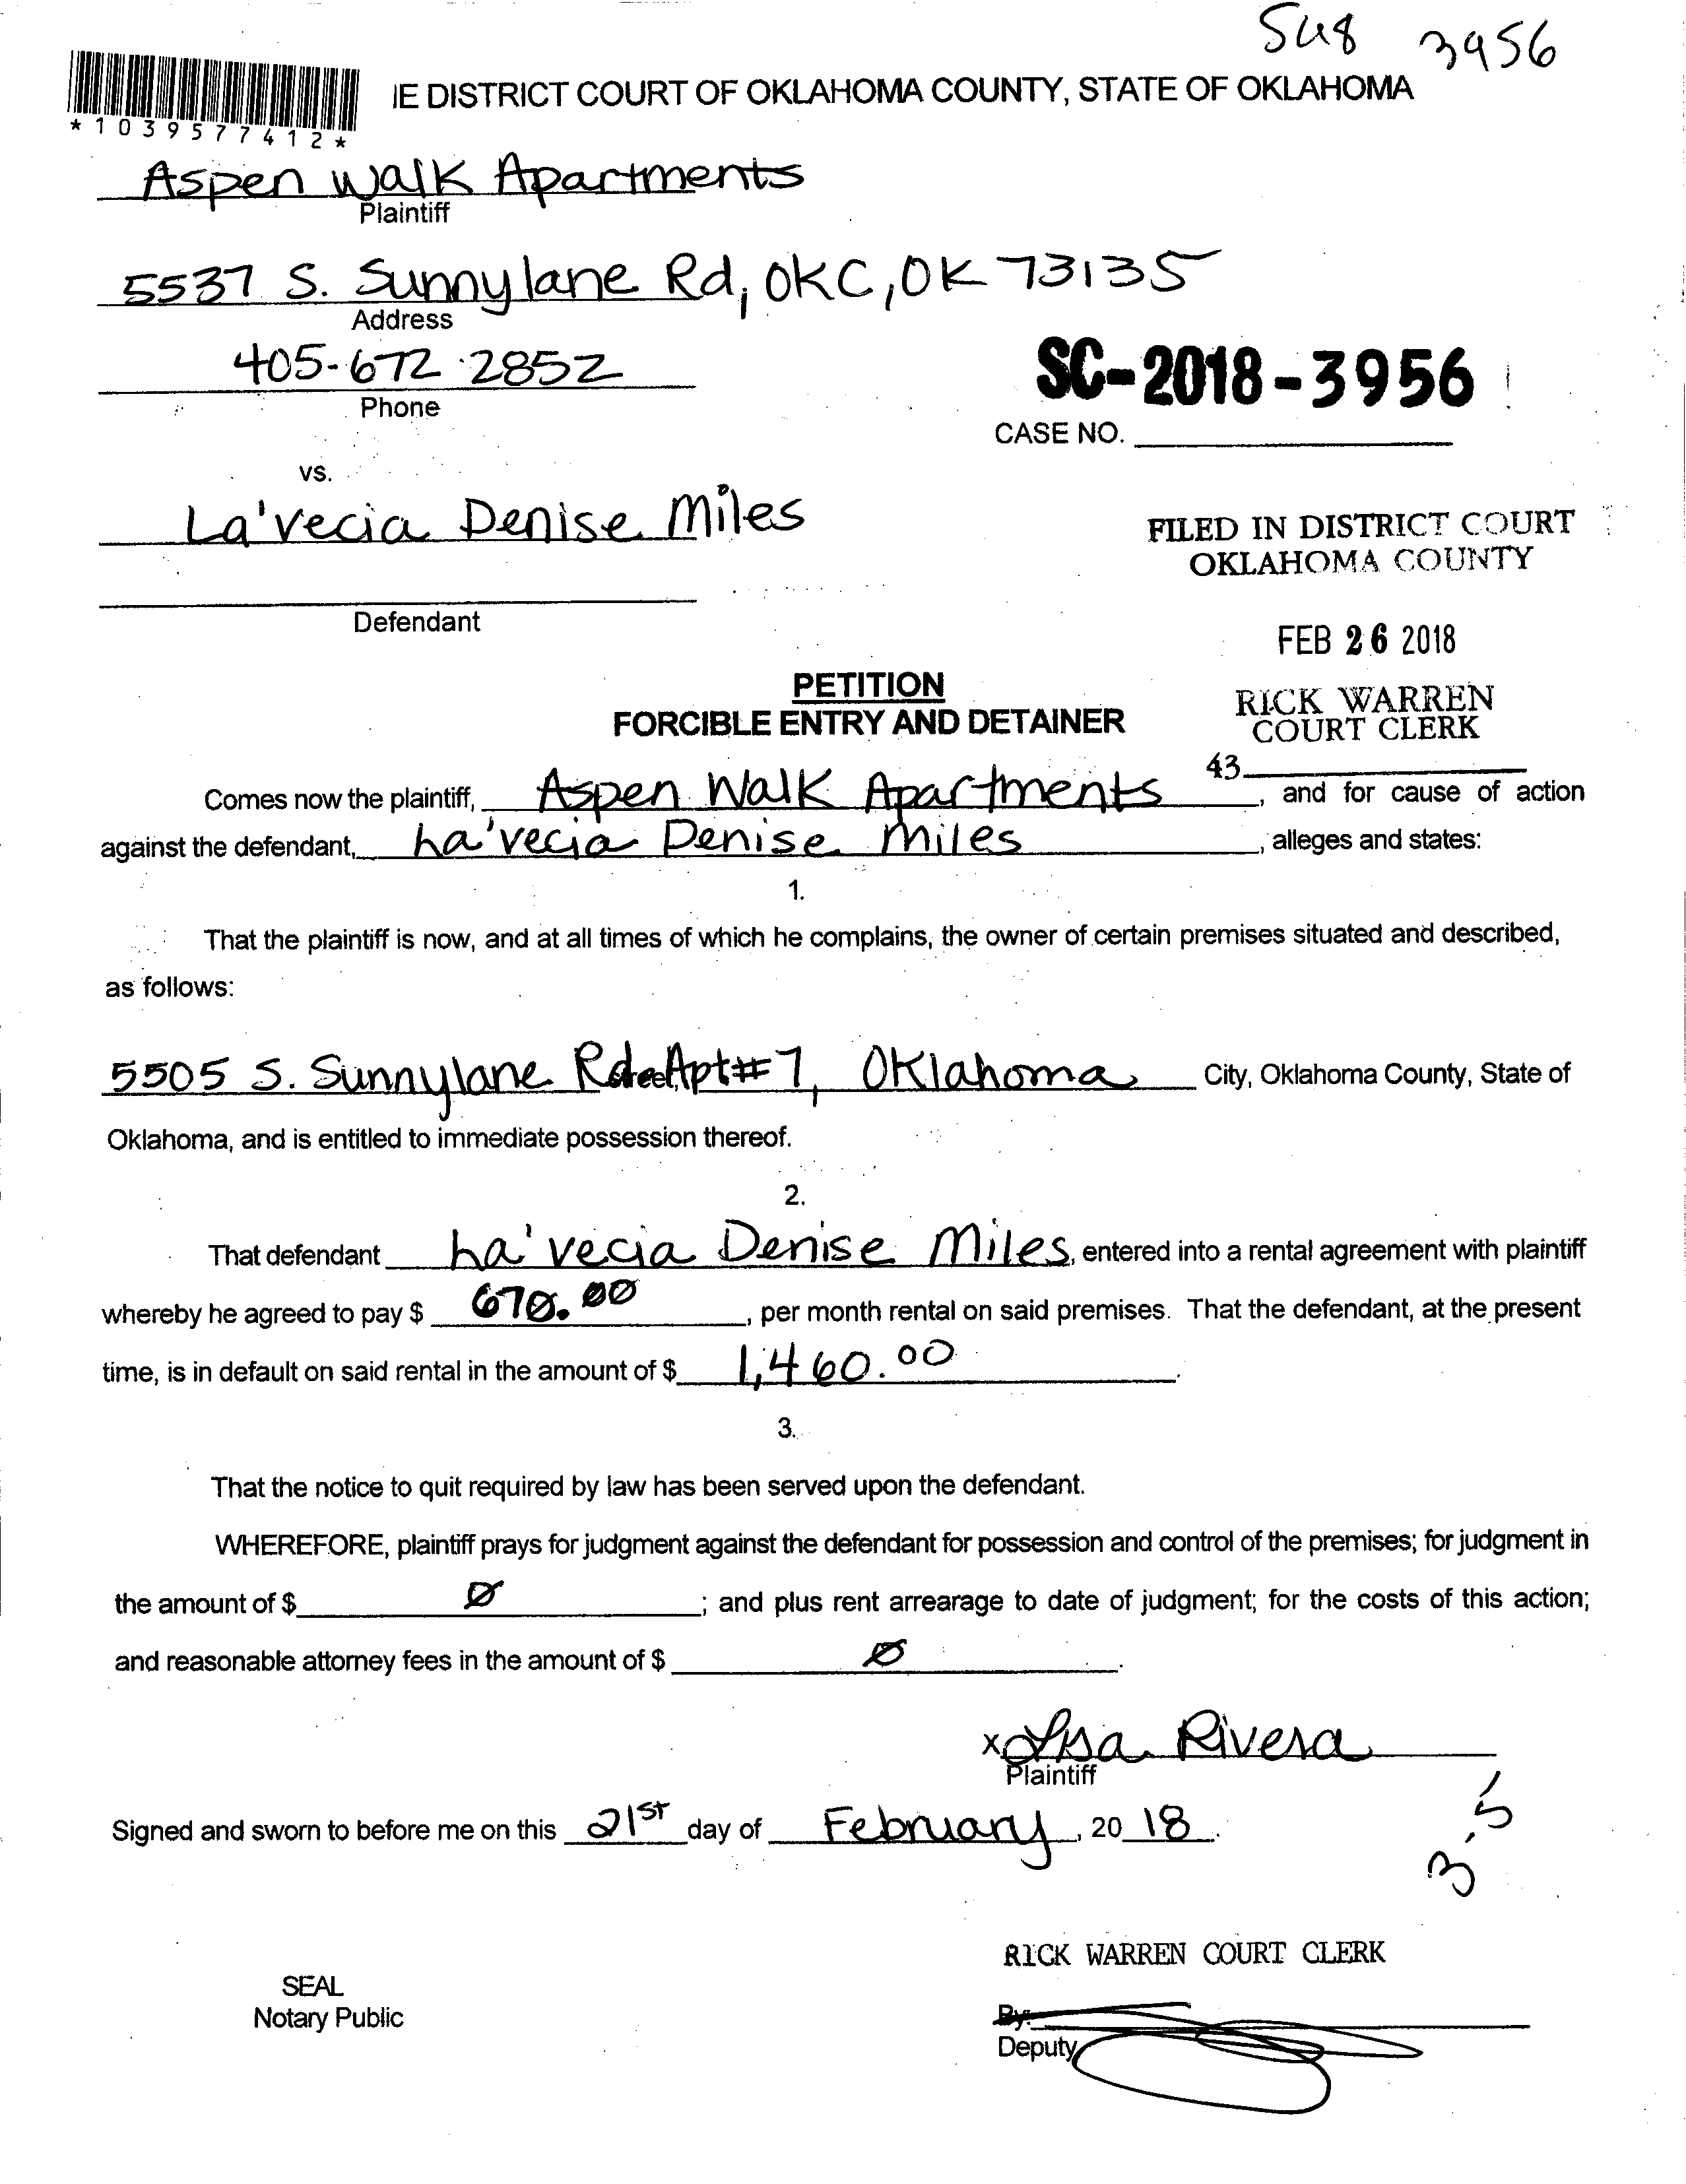 SU8 3956
IE DISTRICT COURT OF OKLAHOMA COUNTY, STATE OF OKLAHOMA
*1039577412*
Aspen Walk Apartments
Plaintiff
5537 S. Sunnylane Rd, OKC, OK 73135
Address
405-672-2852
Phone
SC-2018-3956
CASE NO.
vs.
La'vecia Denise Miles
Defendant
FILED IN DISTRICT COURT
OKLAHOMA COUNTY
FEB 26 2018
RICK WARREN
COURT CLERK
43
PETITION
FORCIBLE ENTRY AND DETAINER
Comes now the plaintiff, Aspen Walk Apartments, and for cause of action
against the defendant, La'vecia Denise Miles, alleges and states:
1.
That the plaintiff is now, and at all times of which he complains, the owner of certain premises situated and described,
as follows:
5505 S. Sunnylane Rd Apt #7, Oklahoma City, Oklahoma County, State of
Oklahoma, and is entitled to immediate possession thereof.
2.
That defendant La'vecia Denise Miles, entered into a rental agreement with plaintiff
whereby he agreed to pay $ 670.00, per month rental on said premises. That the defendant, at the present
time, is in default on said rental in the amount of $ 1,460.00.
3.
That the notice to quit required by law has been served upon the defendant.
WHEREFORE, plaintiff prays for judgment against the defendant for possession and control of the premises; for judgment in
the amount of $ Ø; and plus rent arrearage to date of judgment; for the costs of this action;
and reasonable attorney fees in the amount of $ Ø.
x Lisa Rivera
Plaintiff
Signed and sworn to before me on this 21st day of February, 20 18.
RICK WARREN COURT CLERK
SEAL
Notary Public
By:
Deputy